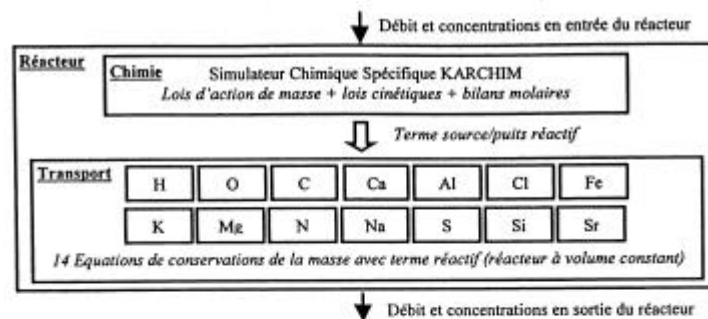 Débit et concentrations en entrée du réacteur
Réacteur
Chimie Simulateur Chimique Spécifique KARCHIM
Lois d'action de masse + lois cinétiques + bilans molaires
Terme source/puits réactif
Transport
H O C Ca Al Cl Fe
K Mg N Na S Si Sr
14 Equations de conservations de la masse avec terme réactif (réacteur à volume constant)
Débit et concentrations en sortie du réacteur